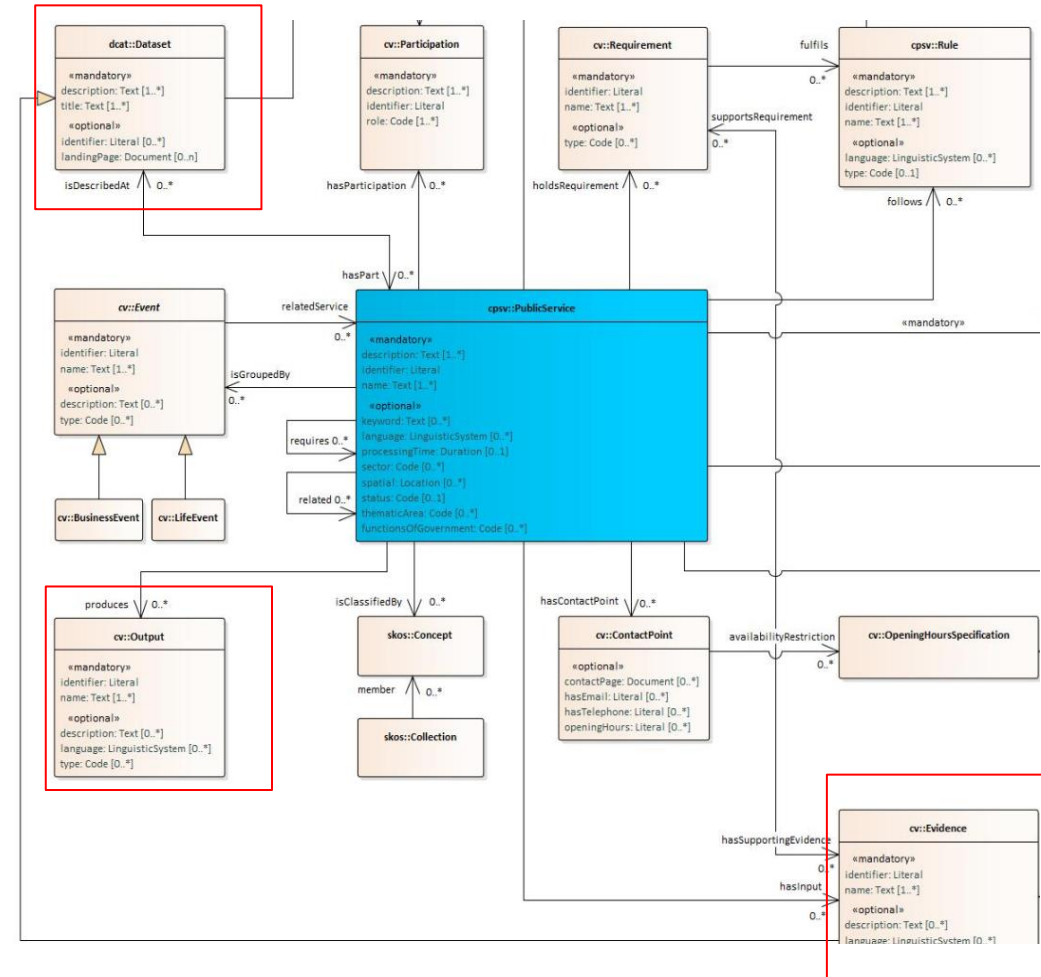 dcat::Dataset
«mandatory»
description: Text [1..*]
title: Text [1..*]
«optional»
identifier: Literal [0..*]
landingPage: Document [0..n]
isDescribedAt
0..*
cv::Participation
«mandatory»
description: Text [1..*]
identifier: Literal
role: Code [1..*]
hasParticipation
0..*
cv::Requirement
«mandatory»
identifier: Literal
name: Text [1..*]
«optional»
type: Code [0..*]
holdsRequirement
0..*
fulfils
0..*
supportsRequirement
0..*
cpsv::Rule
«mandatory»
description: Text [1..*]
identifier: Literal
name: Text [1..*]
«optional»
language: LinguisticSystem [0..*]
type: Code [0..1]
follows
0..*
hasPart
0..*
cv::Event
«mandatory»
identifier: Literal
name: Text [1..*]
«optional»
description: Text [0..*]
type: Code [0..*]
relatedService
0..*
isGroupedBy
0..*
requires 0..*
related 0..*
cpsv::PublicService
«mandatory»
description: Text [1..*]
identifier: Literal
name: Text [1..*]
«optional»
keyword: Text [0..*]
language: LinguisticSystem [0..*]
processingTime: Duration [0..1]
sector: Code [0..*]
spatial: Location [0..*]
status: Code [0..1]
thematicArea: Code [0..*]
functionsOfGovernment: Code [0..*]
«mandatory»
cv::BusinessEvent
cv::LifeEvent
produces
0..*
cv::Output
«mandatory»
identifier: Literal
name: Text [1..*]
«optional»
description: Text [0..*]
language: LinguisticSystem [0..*]
type: Code [0..*]
isClassifiedBy
0..*
skos::Concept
member
0..*
skos::Collection
hasContactPoint
0..*
cv::ContactPoint
«optional»
contactPage: Document [0..*]
hasEmail: Literal [0..*]
hasTelephone: Literal [0..*]
openingHours: Literal [0..*]
availabilityRestriction
0..*
cv::OpeningHoursSpecification
hasSupportingEvidence
0..*
hasInput
0..*
cv::Evidence
«mandatory»
identifier: Literal
name: Text [1..*]
«optional»
description: Text [0..*]
language: LinguisticSystem [0..*]